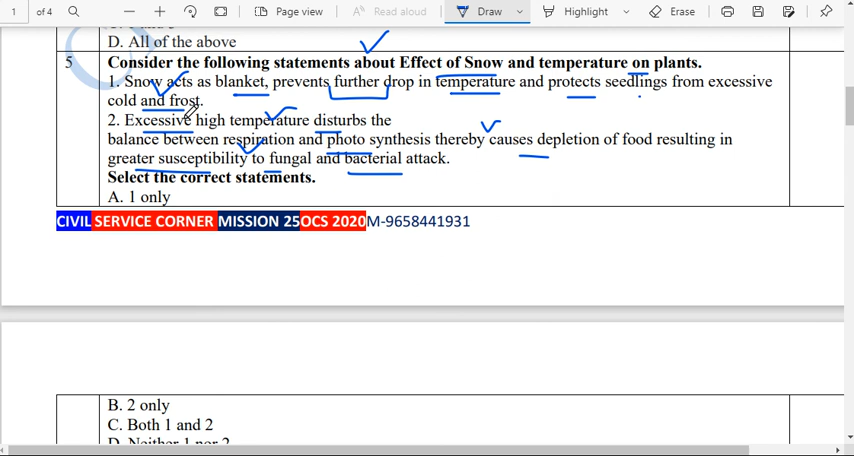 1 of 4 Page view A Read aloud Draw Highlight Erase
D. All of the above
5 Consider the following statements about Effect of Snow and temperature on plants.
1. Snow acts as blanket, prevents further drop in temperature and protects seedlings from excessive
cold and frost.
2. Excessive high temperature disturbs the
balance between respiration and photo synthesis thereby causes depletion of food resulting in
greater susceptibility to fungal and bacterial attack.
Select the correct statements.
A. 1 only
CIVIL SERVICE CORNER MISSION 25OCS 2020M-9658441931
B. 2 only
C. Both 1 and 2
D. Neither 1 nor 2